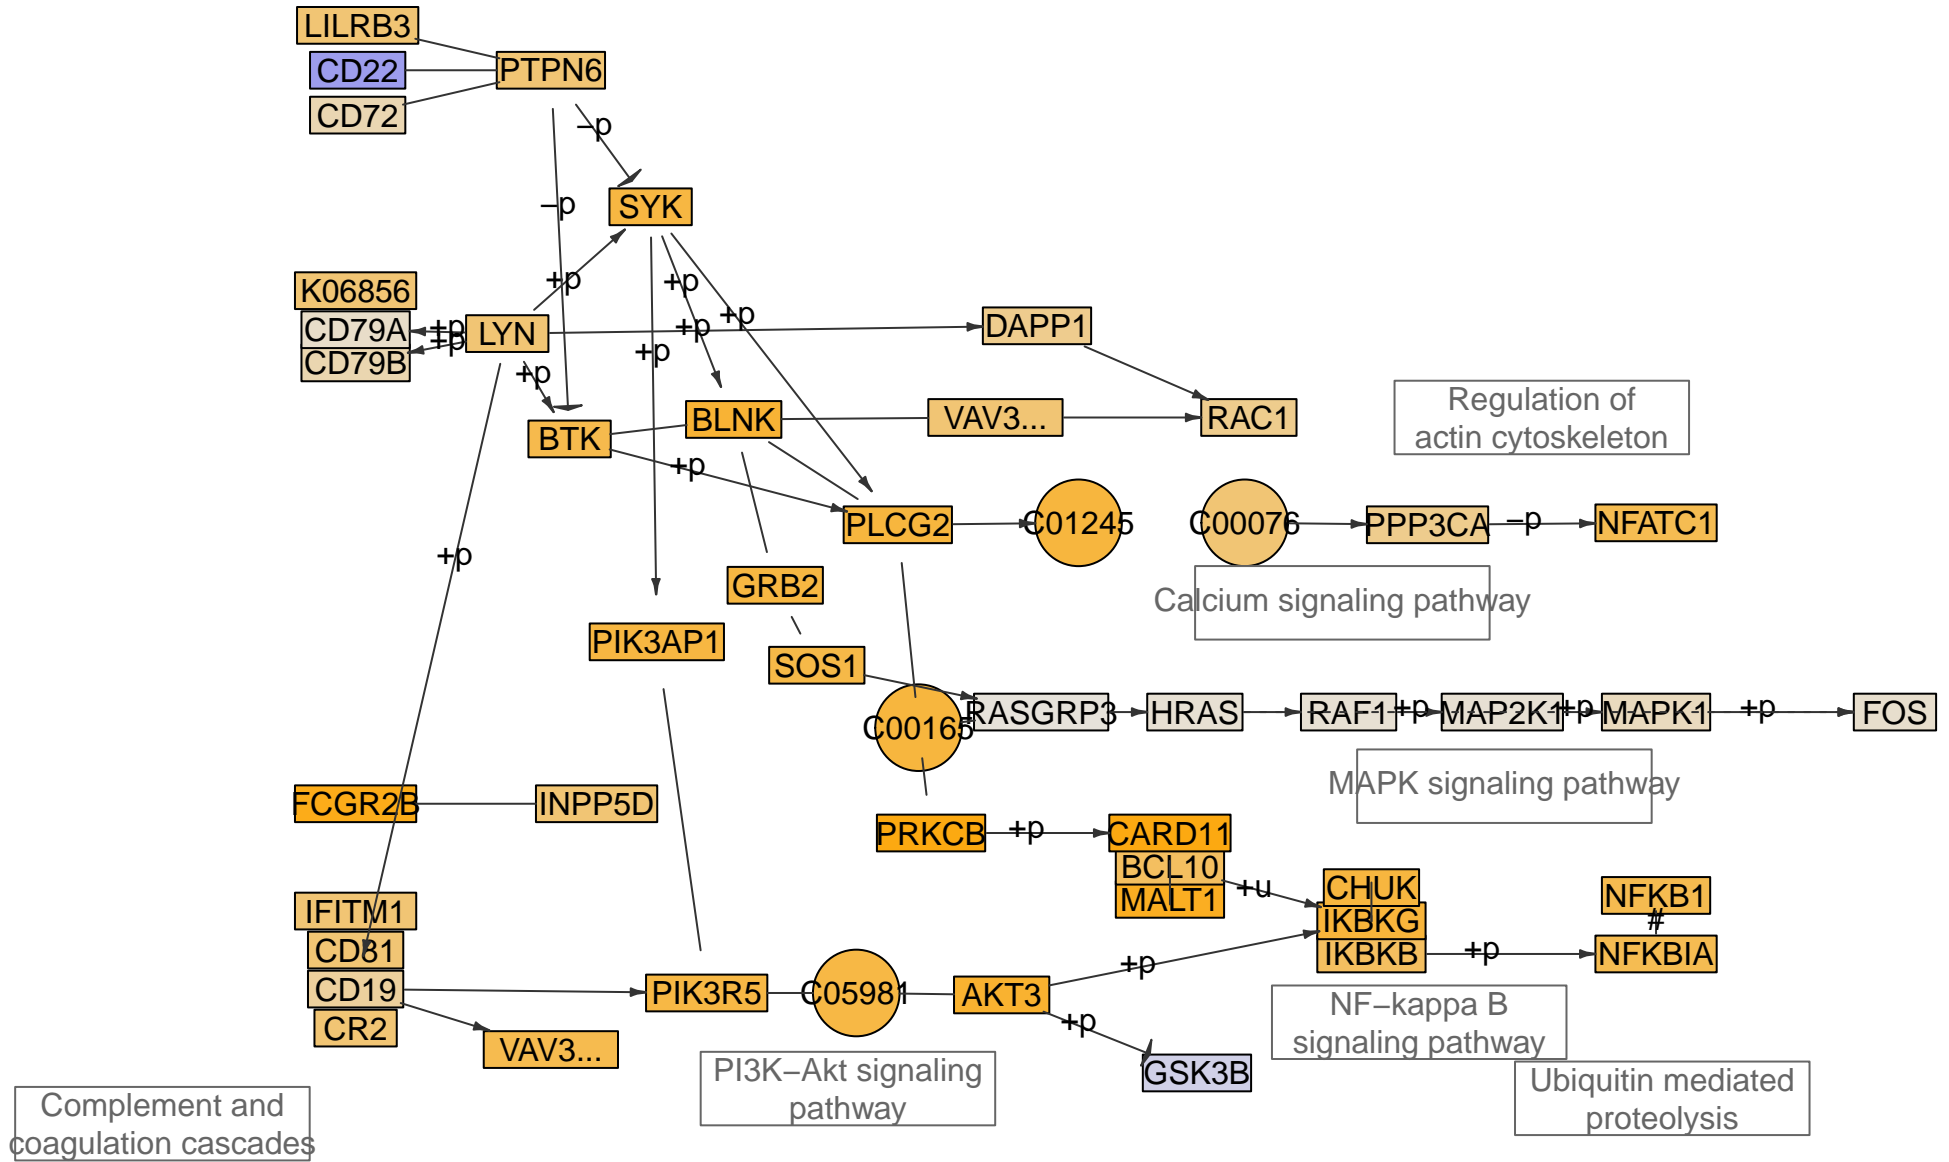 LILRB3
CD22
PTPN6
CD72
–p
–p
SYK
+p
+p
+p
K06856
CD79A
+p
LYN
+p
DAPP1
CD79B
+p
+p
+p
BTK
BLNK
VAV3...
RAC1
Regulation of
actin cytoskeleton
+p
PLCG2
C01245
C00076
PPP3CA
–p
NFATC1
+p
GRB2
Calcium signaling pathway
PIK3AP1
SOS1
C00165
RASGRP3
HRAS
RAF1
+p
MAP2K1
+p
MAPK1
+p
FOS
MAPK signaling pathway
FCGR2B
INPP5D
PRKCB
+p
CARD11
BCL10
MALT1
+u
CHUK
IKBKG
IKBKB
+p
NFKB1
#
NFKBIA
IFITM1
CD81
CD19
CR2
VAV3...
PIK3R5
C05981
AKT3
+p
+p
GSK3B
NF–kappa B
signaling pathway
PI3K–Akt signaling
pathway
Ubiquitin mediated
proteolysis
Complement and
coagulation cascades